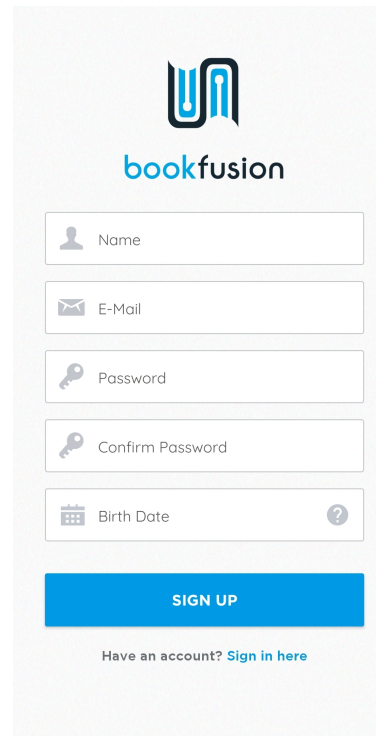 bookfusion
Name
E-Mail
Password
Confirm Password
Birth Date
?
SIGN UP
Have an account? Sign in here